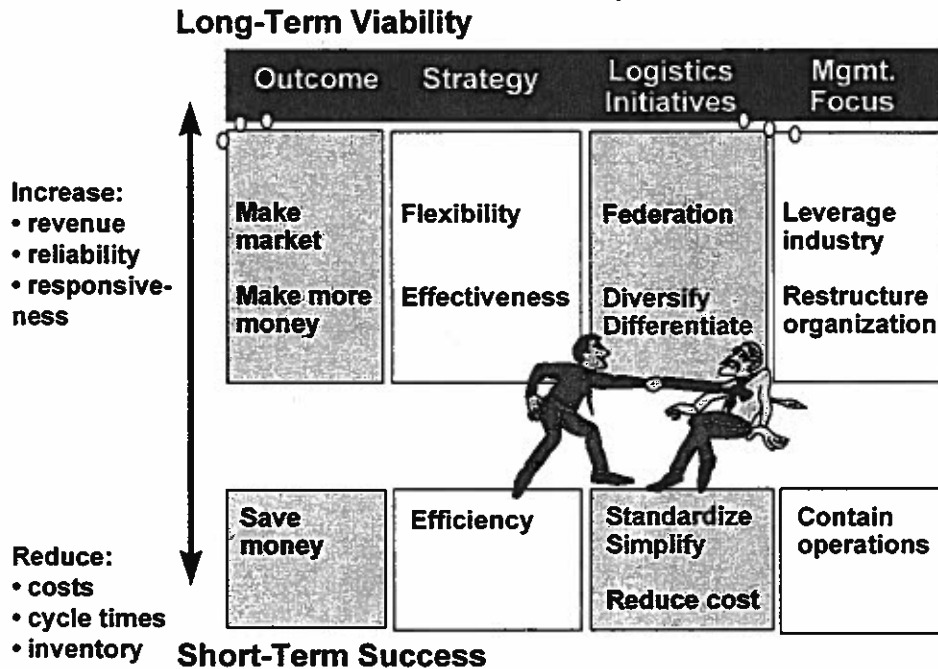 Long-Term Viability
Outcome
Strategy
Logistics
Initiatives
Mgmt.
Focus
Increase:
• revenue
• reliability
• responsive-
ness
Make
market
Flexibility
Federation
Leverage
industry
Make more
money
Effectiveness
Diversify
Differentiate
Restructure
organization
Save
money
Efficiency
Standardize
Simplify
Reduce cost
Contain
operations
Reduce:
• costs
• cycle times
• inventory
Short-Term Success